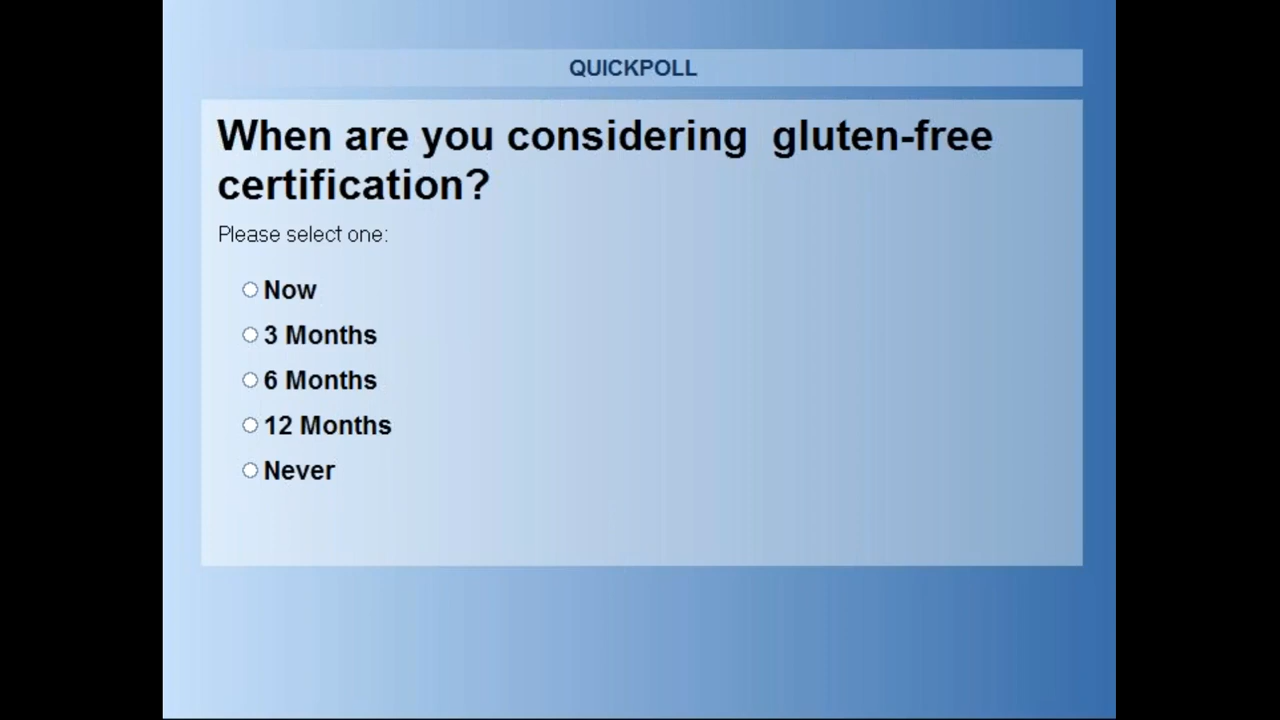 QUICKPOLL
When are you considering  gluten-free
certification?
Please select one:
Now
3 Months
6 Months
12 Months
Never